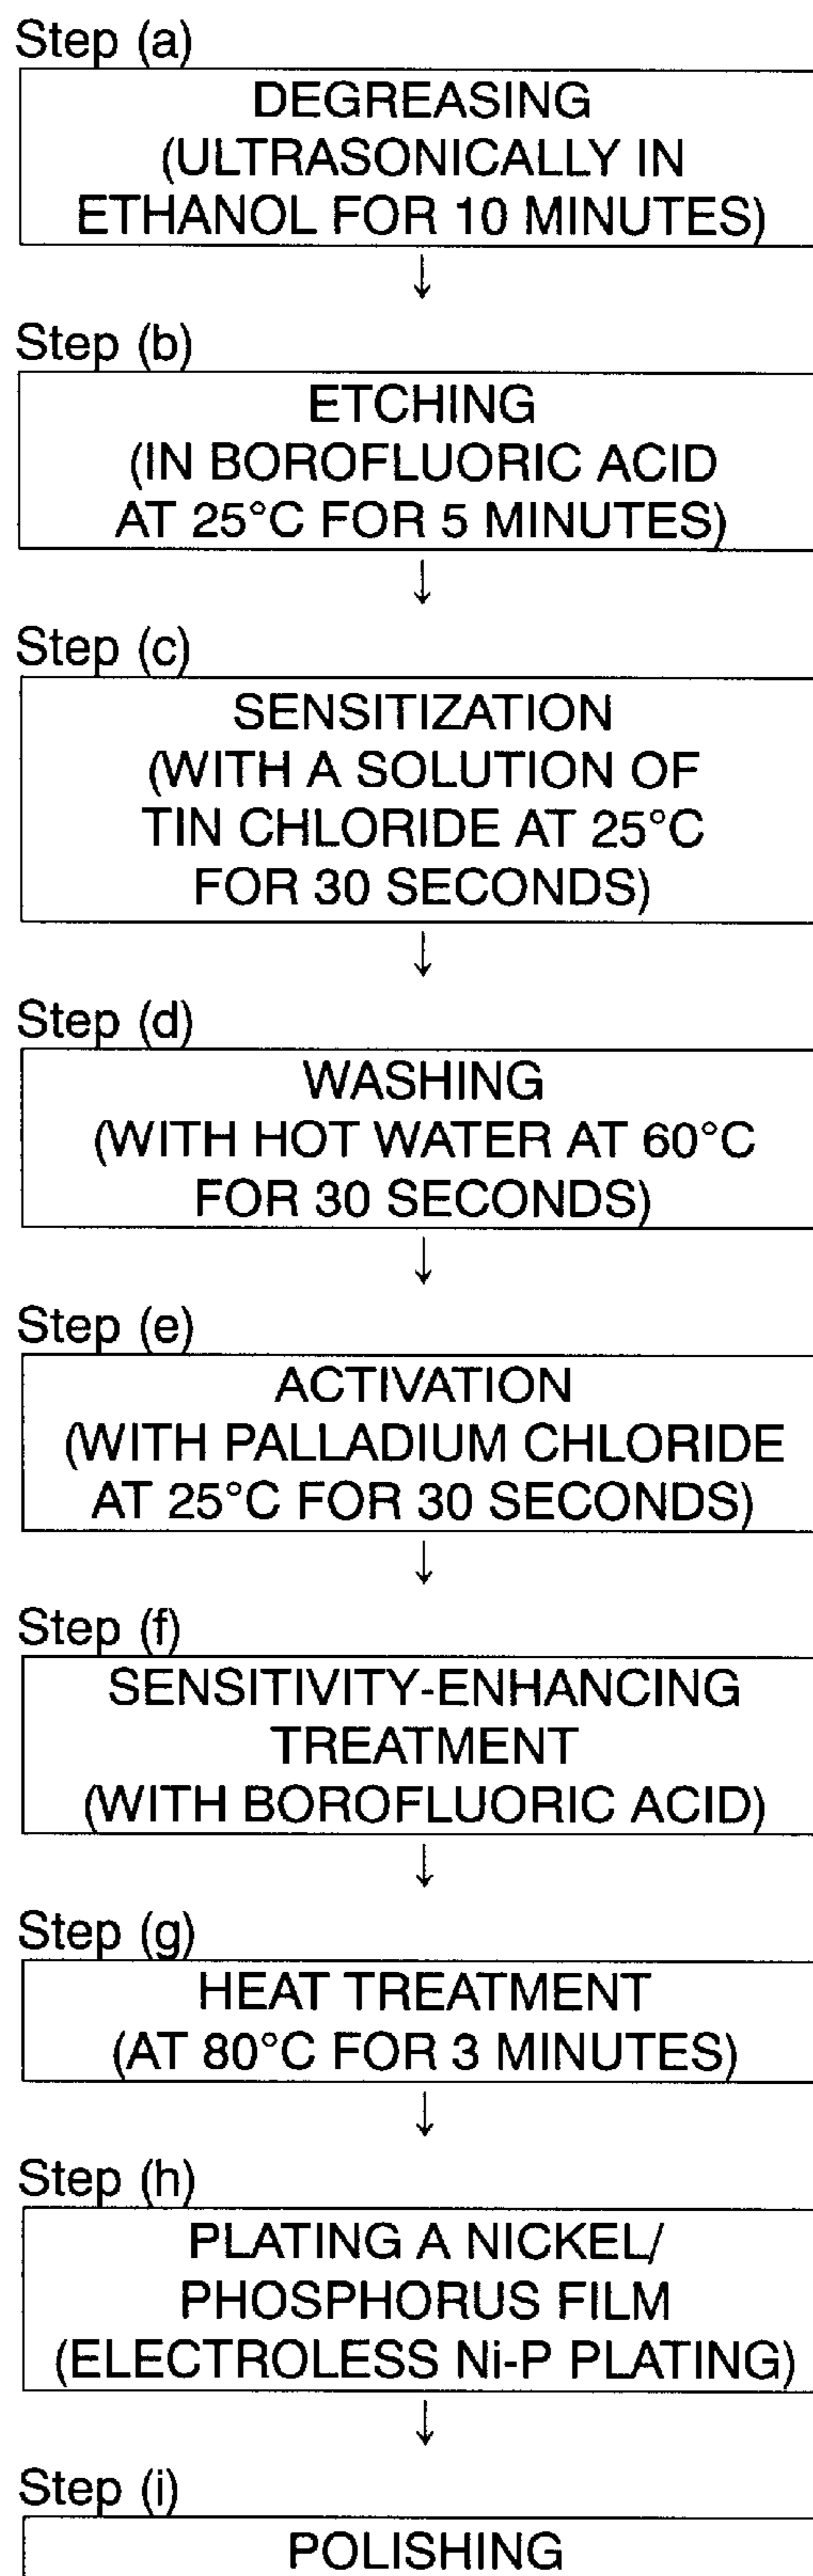 Step (a)
DEGREASING
(ULTRASONICALLY IN
ETHANOL FOR 10 MINUTES)
↓
Step (b)
ETCHING
(IN BOROFLUORIC ACID
AT 25°C FOR 5 MINUTES)
↓
Step (c)
SENSITIZATION
(WITH A SOLUTION OF
TIN CHLORIDE AT 25°C
FOR 30 SECONDS)
↓
Step (d)
WASHING
(WITH HOT WATER AT 60°C
FOR 30 SECONDS)
↓
Step (e)
ACTIVATION
(WITH PALLADIUM CHLORIDE
AT 25°C FOR 30 SECONDS)
↓
Step (f)
SENSITIVITY-ENHANCING
TREATMENT
(WITH BOROFLUORIC ACID)
↓
Step (g)
HEAT TREATMENT
(AT 80°C FOR 3 MINUTES)
↓
Step (h)
PLATING A NICKEL/
PHOSPHORUS FILM
(ELECTROLESS Ni-P PLATING)
↓
Step (i)
POLISHING